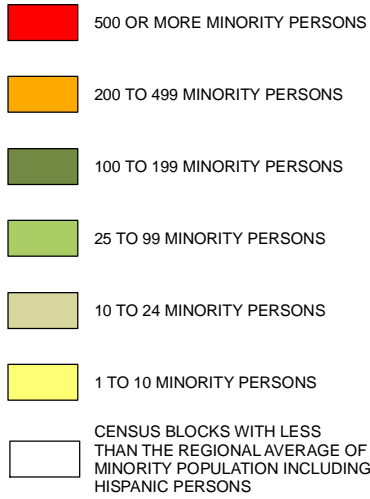 500 OR MORE MINORITY PERSONS
200 TO 499 MINORITY PERSONS
100 TO 199 MINORITY PERSONS
25 TO 99 MINORITY PERSONS
10 TO 24 MINORITY PERSONS
1 TO 10 MINORITY PERSONS
CENSUS BLOCKS WITH LESS
THAN THE REGIONAL AVERAGE OF
MINORITY POPULATION INCLUDING
HISPANIC PERSONS